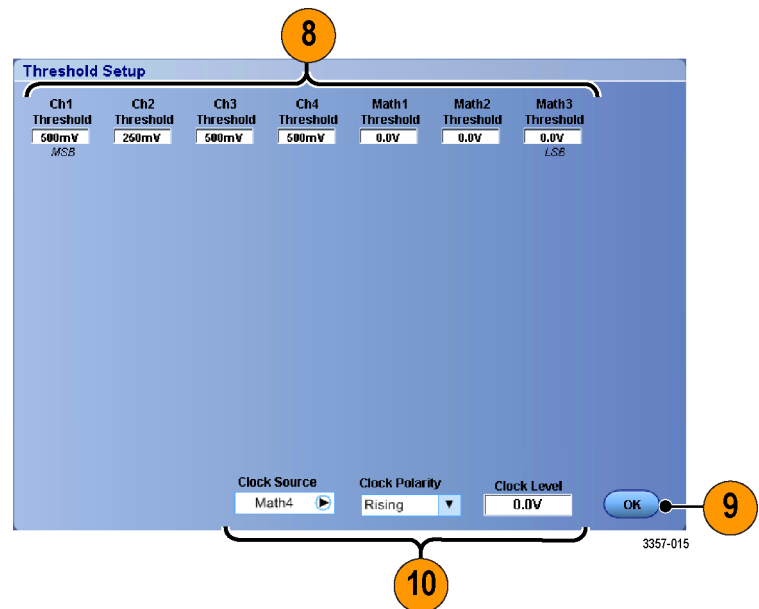 8
Threshold Setup
Ch1 Ch2 Ch3 Ch4 Math1 Math2 Math3
Threshold Threshold Threshold Threshold Threshold Threshold Threshold
500mV 250mV 500mV 500mV 0.0V 0.0V 0.0V
MSB LSB
Clock Source Clock Polarity Clock Level
Math4 Rising 0.0V OK 9
3357-015
10